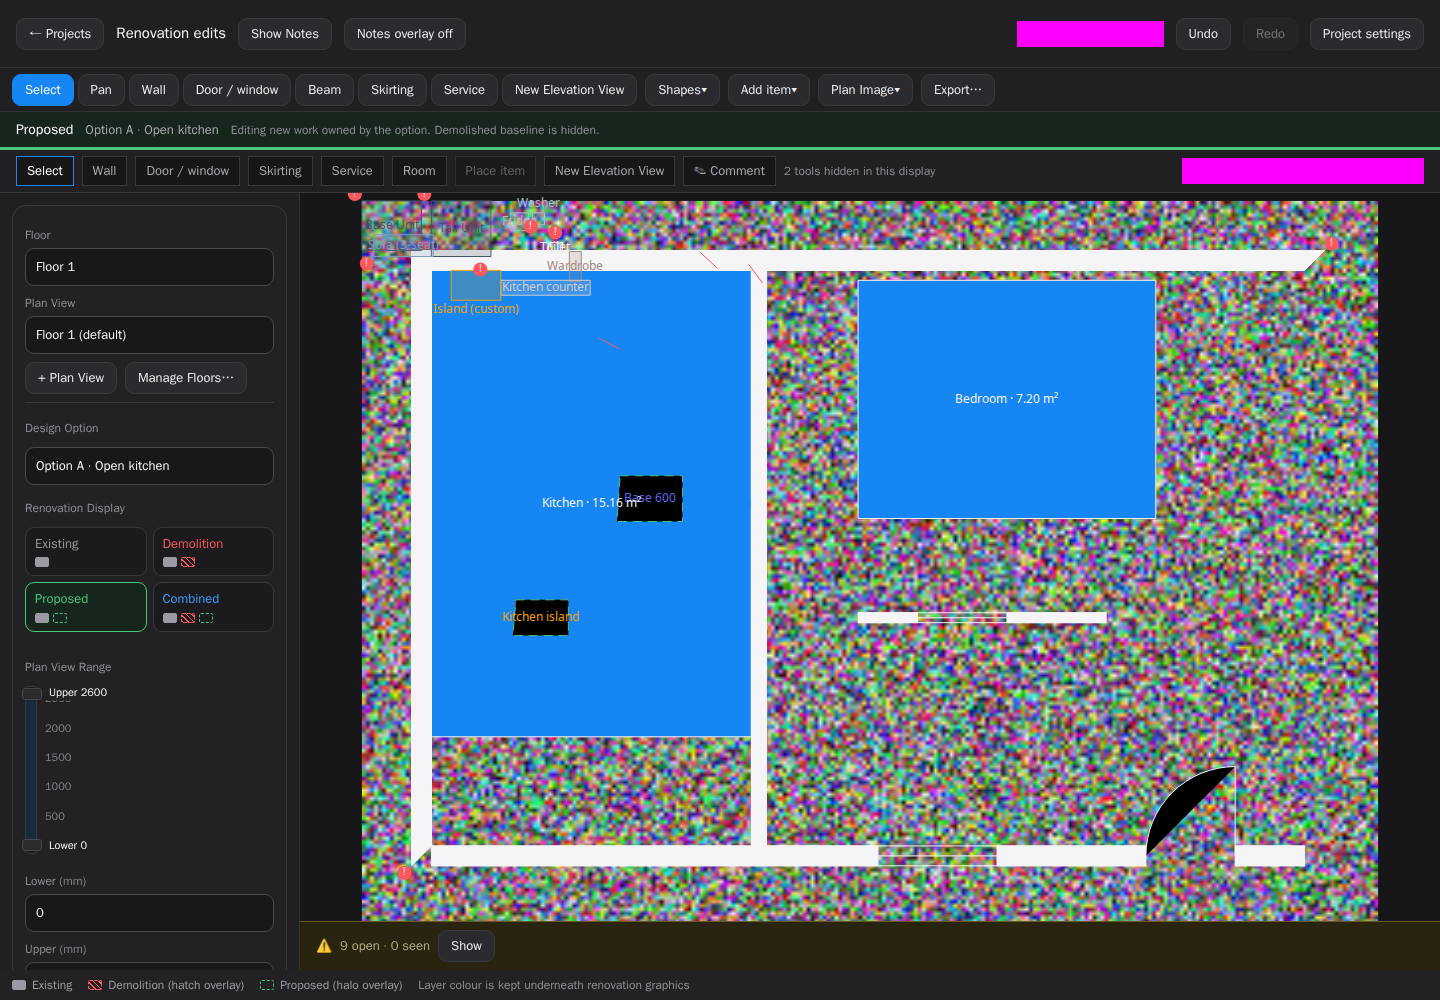 ← Projects
Renovation edits
Show Notes
Notes overlay off
Undo
Redo
Project settings
Select
Pan
Wall
Door / window
Beam
Skirting
Service
New Elevation View
Shapes▾
Add item▾
Plan Image▾
Export⋯
Proposed
Option A · Open kitchen
Editing new work owned by the option. Demolished baseline is hidden.
Select
Wall
Door / window
Skirting
Service
Room
Place item
New Elevation View
✎ Comment
2 tools hidden in this display
Floor
Floor 1
Plan View
Floor 1 (default)
+ Plan View
Manage Floors⋯
Design Option
Option A · Open kitchen
Renovation Display
Existing
Demolition
Proposed
Combined
Plan View Range
Upper 2600
2000
1500
1000
500
Lower 0
Lower (mm)
0
Upper (mm)
Washer
Toilet
Wardrobe
Kitchen counter
Island (custom)
Bedroom · 7.20 m²
Kitchen · 15.16 m²
Base 600
Kitchen island
⚠️ 9 open · 0 seen
Show
Existing
Demolition (hatch overlay)
Proposed (halo overlay)
Layer colour is kept underneath renovation graphics